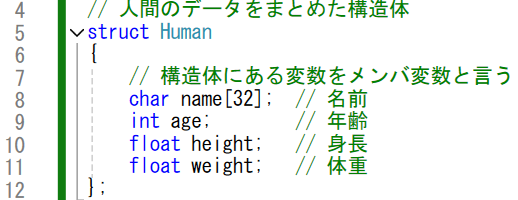 4 // 人間のデータをまとめた構造体
5 struct Human
6 {
7 // 構造体にある変数をメンバ変数と言う
8 char name[32]; // 名前
9 int age; // 年齢
10 float height; // 身長
11 float weight; // 体重
12 };